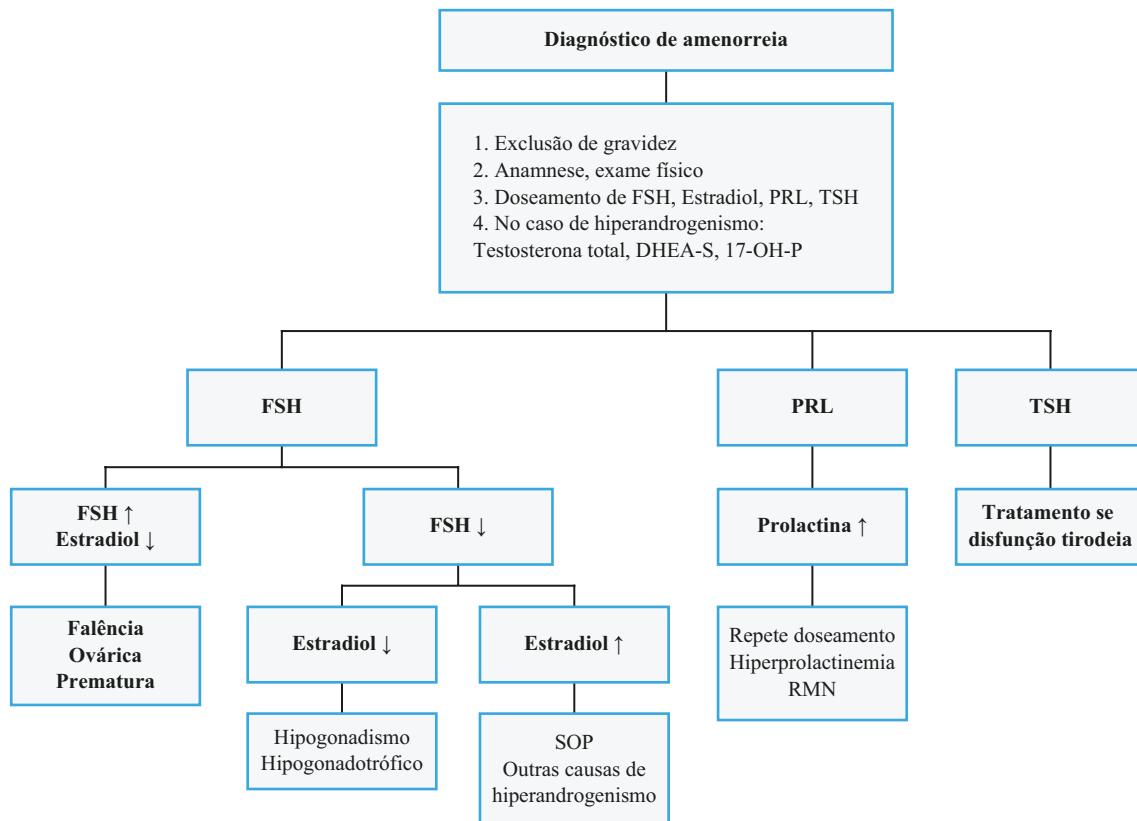 Diagnóstico de amenorreia
1. Exclusão de gravidez
2. Anamnese, exame físico
3. Doseamento de FSH, Estradiol, PRL, TSH
4. No caso de hiperandrogenismo:
Testosterona total, DHEA-S, 17-OH-P
FSH
PRL
TSH
FSH ↑
Estradiol ↓
FSH ↓
Prolactina ↑
Tratamento se
disfunção tirodeia
Falência
Ovárica
Prematura
Estradiol ↓
Estradiol ↑
Repete doseamento
Hiperprolactinemia
RMN
Hipogonadismo
Hipogonadotrófico
SOP
Outras causas de
hiperandrogenismo